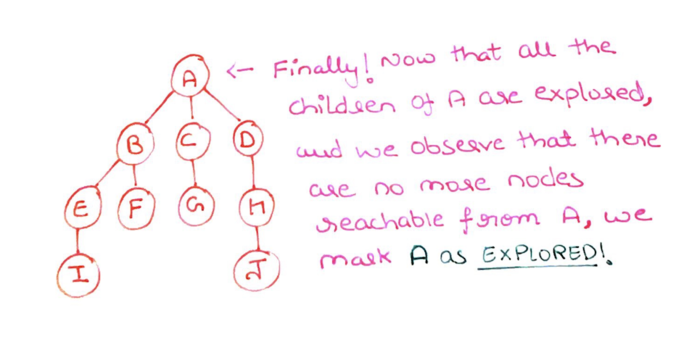 A
<- Finally! Now that all the
children of A are explored,
B C D
and we observe that there
are no more nodes
E F G H
reachable from A, we
mark A as EXPLORED!
I J